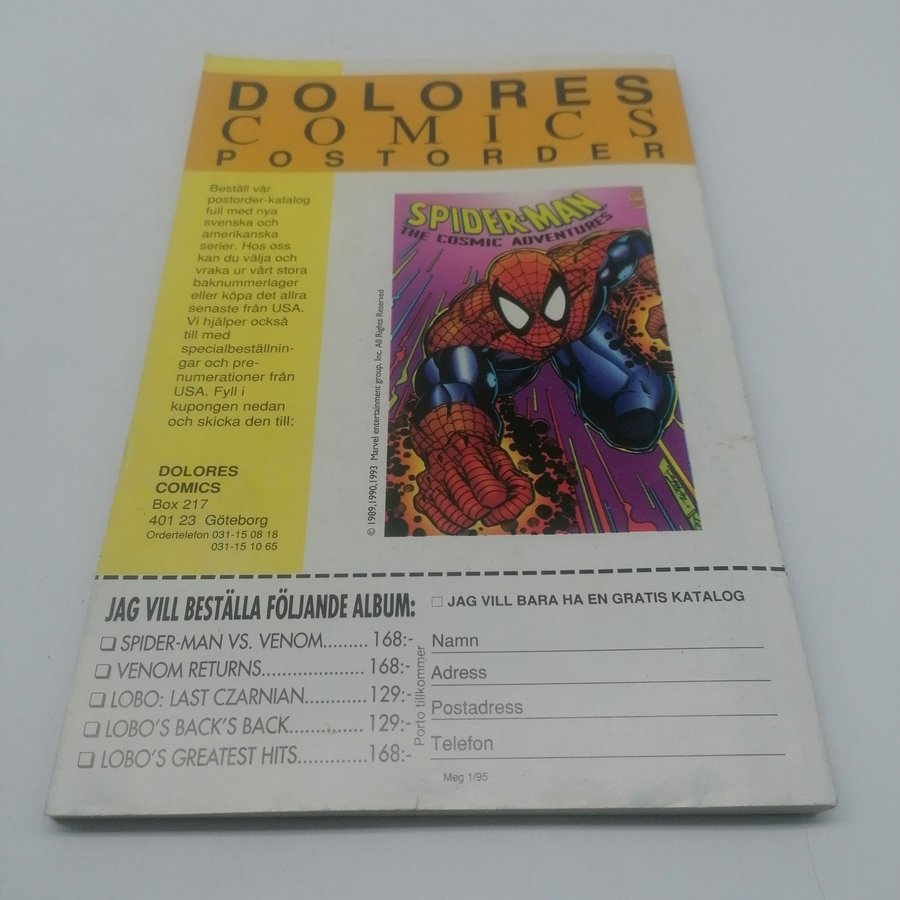 DOLORES
COMICS
POSTORDER
Beställ vår
postorder-katalog
full med nya
svenska och
amerikanska
serier. Hos oss
kan du välja och
vraka ur vårt stora
baknummerlager
eller köpa det allra
senaste från USA.
Vi hjälper också
till med
specialbeställnin-
gar och pre-
numerationer från
USA. Fyll i
kupongen nedan
och skicka den till:
DOLORES
COMICS
Box 217
401 23 Göteborg
Ordertelefon 031-15 08 18
031-15 10 65
SPIDER-MAN
THE COSMIC ADVENTURES
© 1989,1990,1993 Marvel entertainment group, Inc. All Rights Reserved
JAG VILL BESTÄLLA FÖLJANDE ALBUM:
SPIDER-MAN VS. VENOM......... 168:-
VENOM RETURNS..................... 168:-
LOBO: LAST CZARNIAN............. 129:-
LOBO'S BACK'S BACK............... 129:-
LOBO'S GREATEST HITS.............. 168:-
Porto tillkommer
JAG VILL BARA HA EN GRATIS KATALOG
Namn
Adress
Postadress
Telefon
Meg 1/95